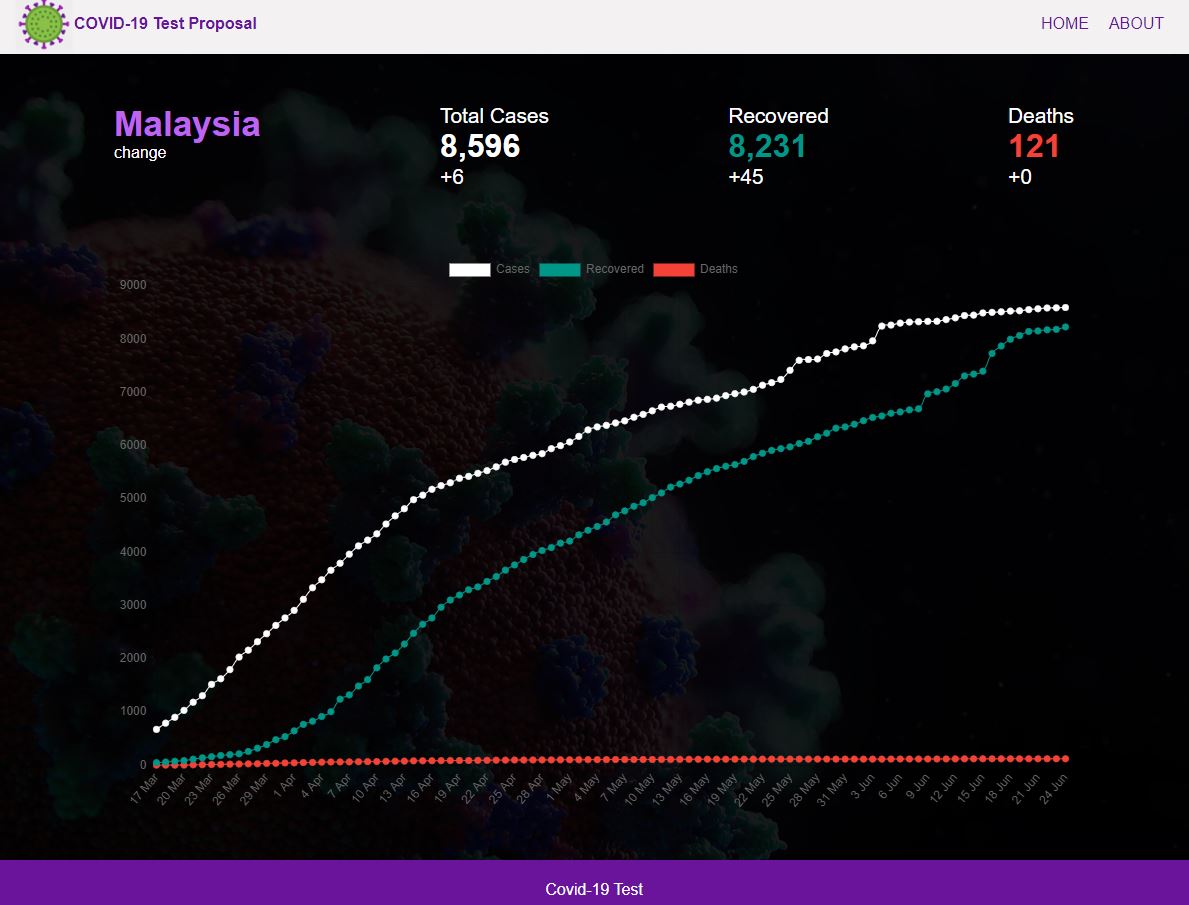 COVID-19 Test Proposal
HOME ABOUT
Malaysia
change
Total Cases
8,596
+6
Recovered
8,231
+45
Deaths
121
+0
Cases Recovered Deaths
9000
8000
7000
6000
5000
4000
3000
2000
1000
0
17 Mar 20 Mar 23 Mar 26 Mar 29 Mar 1 Apr 4 Apr 7 Apr 10 Apr 13 Apr 16 Apr 19 Apr 22 Apr 25 Apr 28 Apr 1 May 4 May 7 May 10 May 13 May 16 May 19 May 22 May 25 May 28 May 31 May 3 Jun 6 Jun 9 Jun 12 Jun 15 Jun 18 Jun 21 Jun 24 Jun
Covid-19 Test